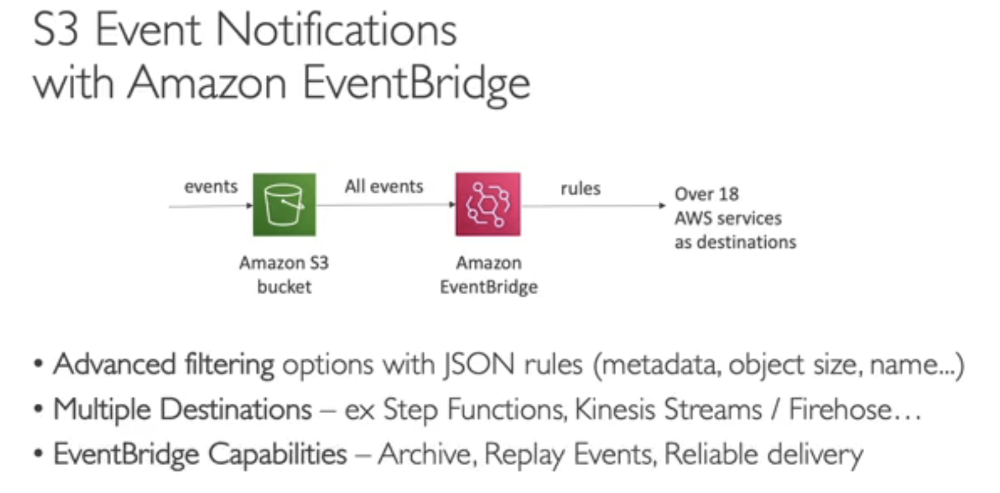 S3 Event Notifications
with Amazon EventBridge
events
All events
rules
Over 18
AWS services
as destinations
Amazon S3
bucket
Amazon
EventBridge
• Advanced filtering options with JSON rules (metadata, object size, name...)
• Multiple Destinations – ex Step Functions, Kinesis Streams / Firehose…
• EventBridge Capabilities – Archive, Replay Events, Reliable delivery